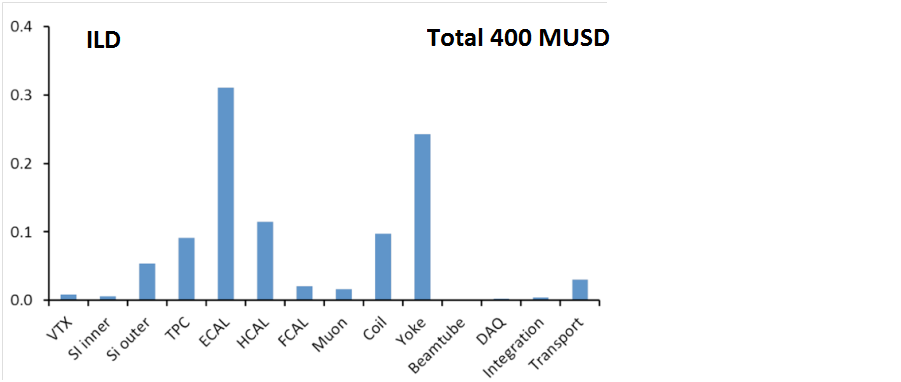 ILD
Total 400 MUSD
0.4
0.3
0.2
0.1
0.0
VTX
SI inner
Si outer
TPC
ECAL
HCAL
FCAL
Muon
Coil
Yoke
Beamtube
DAQ
Integration
Transport